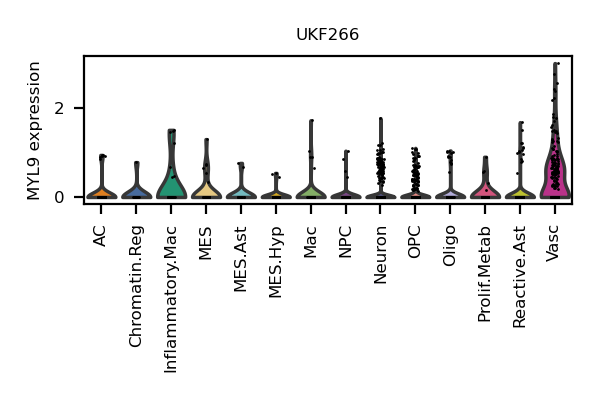 UKF266
MYL9 expression
2
0
AC
Chromatin.Reg
Inflammatory.Mac
MES
MES.Ast
MES.Hyp
Mac
NPC
Neuron
OPC
Oligo
Prolif.Metab
Reactive.Ast
Vasc